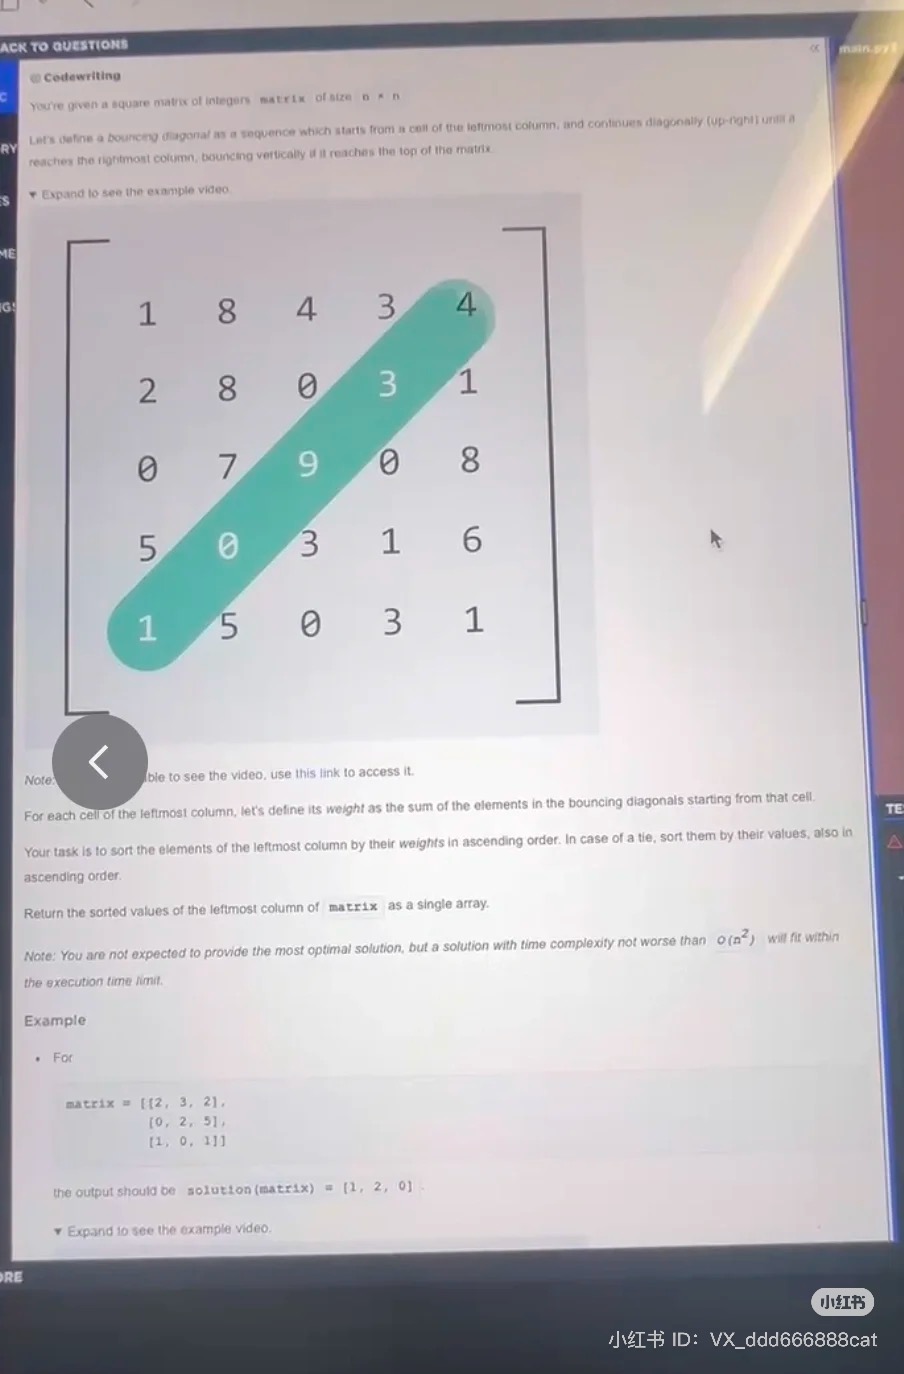 ACK TO QUESTIONS
main.py
Codewriting
You're given a square matrix of integers matrix of size n × n
Let's define a bouncing diagonal as a sequence which starts from a cell of the leftmost column, and continues diagonally (up-right) until it
reaches the rightmost column, bouncing vertically if it reaches the top of the matrix.
▼ Expand to see the example video.
1 8 4 3 4
2 8 0 3 1
0 7 9 0 8
5 0 3 1 6
1 5 0 3 1
Note: ble to see the video, use this link to access it.
For each cell of the leftmost column, let's define its weight as the sum of the elements in the bouncing diagonals starting from that cell.
Your task is to sort the elements of the leftmost column by their weights in ascending order. In case of a tie, sort them by their values, also in
ascending order.
Return the sorted values of the leftmost column of matrix as a single array.
Note: You are not expected to provide the most optimal solution, but a solution with time complexity not worse than O(n²) will fit within
the execution time limit.
Example
• For
matrix = [[2, 3, 2],
[0, 2, 5],
[1, 0, 1]]
the output should be solution(matrix) = [1, 2, 0].
▼ Expand to see the example video.
C
RY
ES
ME
TE
ORE
小红书
小红书 ID: VX_ddd666888cat